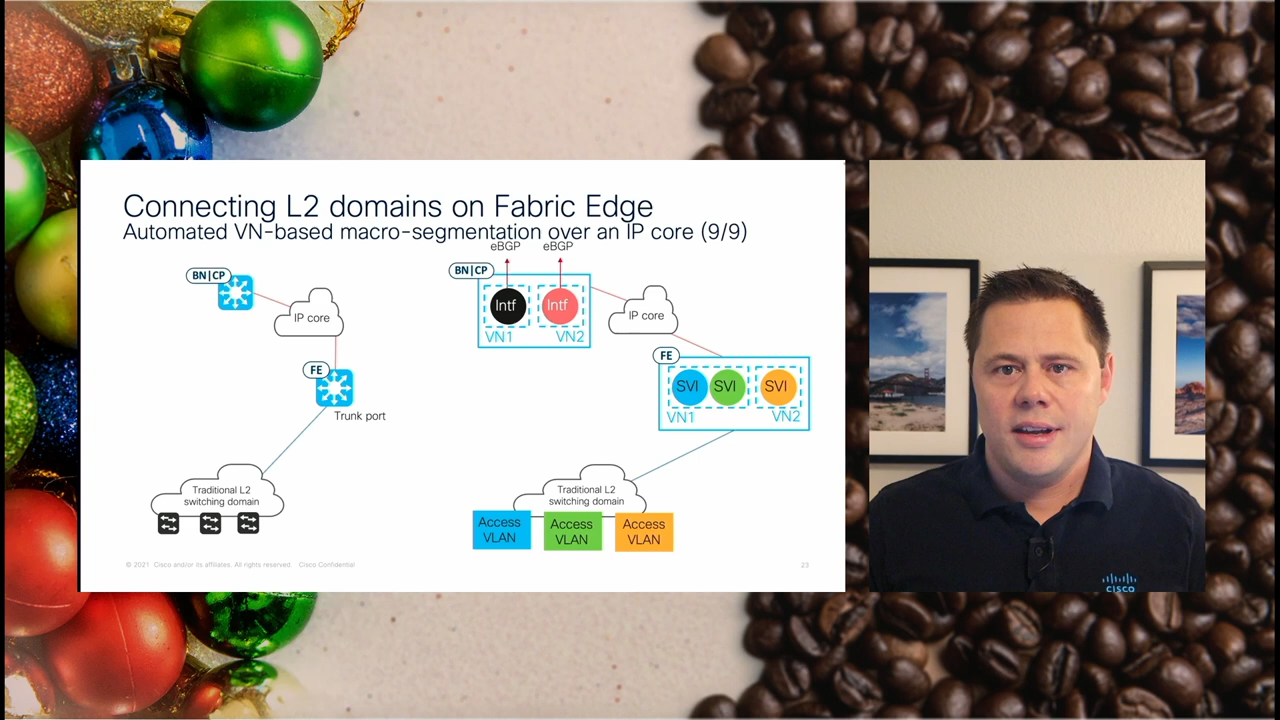 Connecting L2 domains on Fabric Edge
Automated VN-based macro-segmentation over an IP core (9/9)
eBGP eBGP
BN|CP
IP core
FE
Trunk port
Traditional L2
switching domain
BN|CP
Intf Intf
VN1 VN2
IP core
FE
SVI SVI SVI
VN1 VN2
Traditional L2
switching domain
Access
VLAN
Access
VLAN
Access
VLAN
© 2021 Cisco and/or its affiliates. All rights reserved. Cisco Confidential
23
cisco